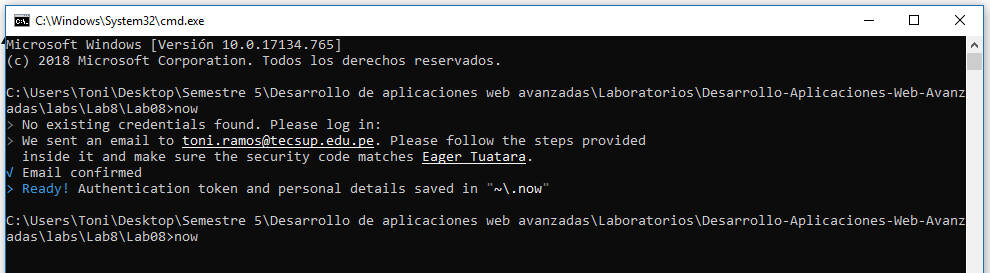 C:\Windows\System32\cmd.exe
Microsoft Windows [Versión 10.0.17134.765]
(c) 2018 Microsoft Corporation. Todos los derechos reservados.
C:\Users\Toni\Desktop\Semestre 5\Desarrollo de aplicaciones web avanzadas\Laboratorios\Desarrollo-Aplicaciones-Web-Avanz
adas\labs\Lab8\Lab08>now
> No existing credentials found. Please log in:
> We sent an email to toni.ramos@tecsup.edu.pe. Please follow the steps provided
inside it and make sure the security code matches Eager Tuatara.
√ Email confirmed
> Ready! Authentication token and personal details saved in "~\.now"
C:\Users\Toni\Desktop\Semestre 5\Desarrollo de aplicaciones web avanzadas\Laboratorios\Desarrollo-Aplicaciones-Web-Avanz
adas\labs\Lab8\Lab08>now